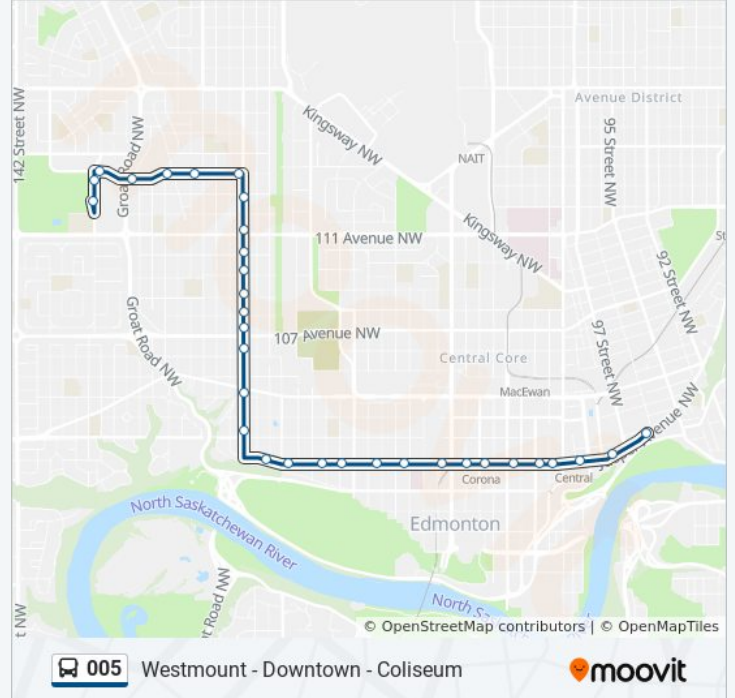 Avenue District
142 Street NW
Groat Road NW
Kingsway NW
95 Street NW
NAIT
Kingsway NW
111 Avenue NW
92 Street NW
Groat Road NW
107 Avenue NW
97 Street NW
Central Core
MacEwan
Avenue NW
Corona
Central
North Saskatchewan River
Edmonton
Road NW
North
NW
© OpenStreetMap contributors | © OpenMapTiles
005 Westmount - Downtown - Coliseum
moovit